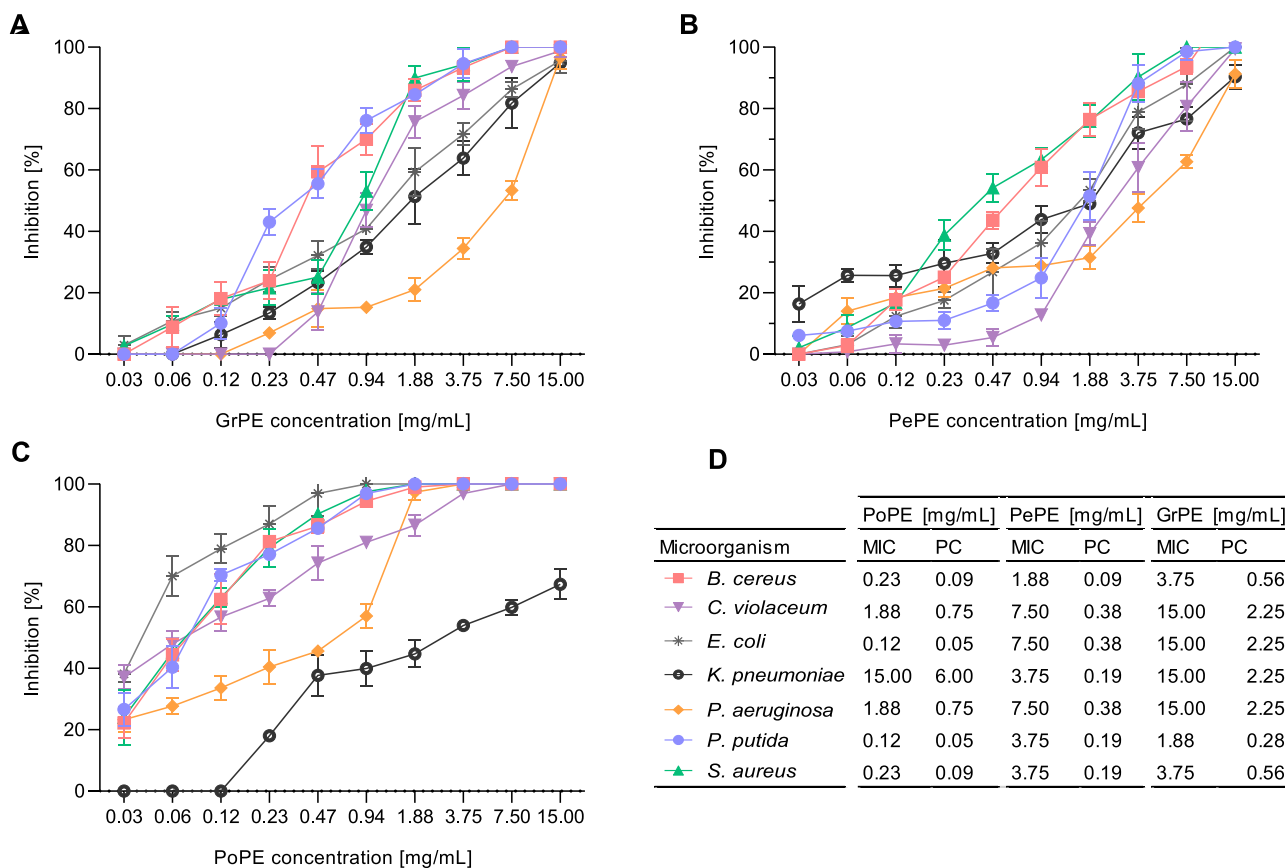 A
Inhibition [%]
100
80
60
40
20
0
0.03 0.06 0.12 0.23 0.47 0.94 1.88 3.75 7.50 15.00
GrPE concentration [mg/mL]
B
Inhibition [%]
100
80
60
40
20
0
0.03 0.06 0.12 0.23 0.47 0.94 1.88 3.75 7.50 15.00
PePE concentration [mg/mL]
C
Inhibition [%]
100
80
60
40
20
0
0.03 0.06 0.12 0.23 0.47 0.94 1.88 3.75 7.50 15.00
PoPE concentration [mg/mL]
D
PoPE [mg/mL] PePE [mg/mL] GrPE [mg/mL]
Microorganism MIC PC MIC PC MIC PC
B. cereus 0.23 0.09 1.88 0.09 3.75 0.56
C. violaceum 1.88 0.75 7.50 0.38 15.00 2.25
E. coli 0.12 0.05 7.50 0.38 15.00 2.25
K. pneumoniae 15.00 6.00 3.75 0.19 15.00 2.25
P. aeruginosa 1.88 0.75 7.50 0.38 15.00 2.25
P. putida 0.12 0.05 3.75 0.19 1.88 0.28
S. aureus 0.23 0.09 3.75 0.19 3.75 0.56